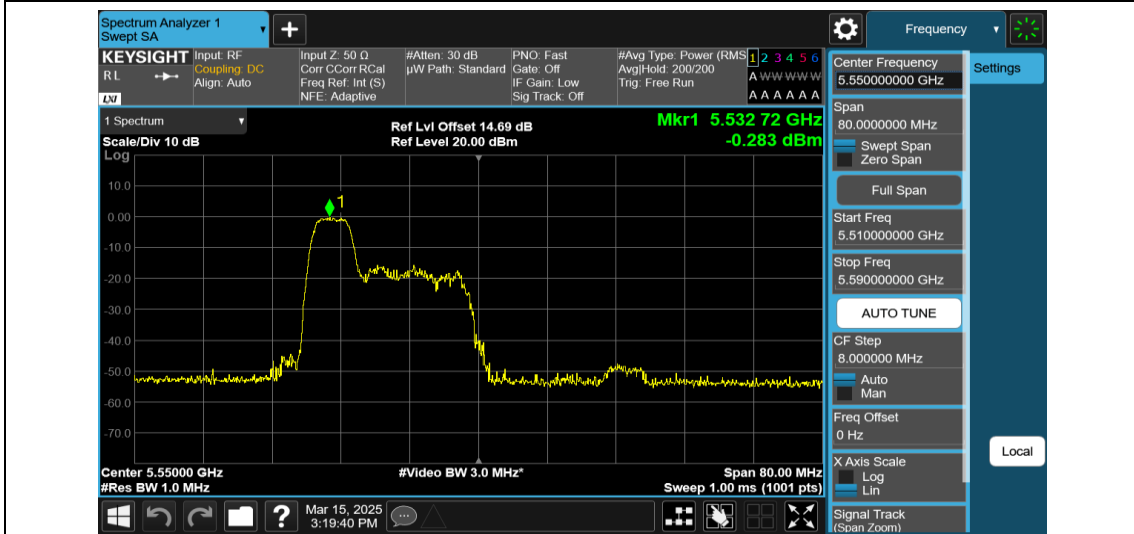 Spectrum Analyzer 1
Swept SA
Frequency
KEYSIGHT
RL
LXI
Input: RF
Coupling: DC
Align: Auto
Input Z: 50 Ω
Corr CCorr RCal
Freq Ref: Int (S)
NFE: Adaptive
#Atten: 30 dB
µW Path: Standard
PNO: Fast
Gate: Off
IF Gain: Low
Sig Track: Off
#Avg Type: Power (RMS
Avg|Hold: 200/200
Trig: Free Run
1 2 3 4 5 6
A W W W W W
A A A A A A
1 Spectrum
Scale/Div 10 dB
Log
Ref Lvl Offset 14.69 dB
Ref Level 20.00 dBm
Mkr1 5.532 72 GHz
-0.283 dBm
1
10.0
0.00
-10.0
-20.0
-30.0
-40.0
-50.0
-60.0
-70.0
Center 5.55000 GHz
#Res BW 1.0 MHz
#Video BW 3.0 MHz*
Span 80.00 MHz
Sweep 1.00 ms (1001 pts)
Mar 15, 2025
3:19:40 PM
Center Frequency
5.550000000 GHz
Span
80.0000000 MHz
Swept Span
Zero Span
Full Span
Start Freq
5.510000000 GHz
Stop Freq
5.590000000 GHz
AUTO TUNE
CF Step
8.000000 MHz
Auto
Man
Freq Offset
0 Hz
X Axis Scale
Log
Lin
Signal Track
(Span Zoom)
Settings
Local